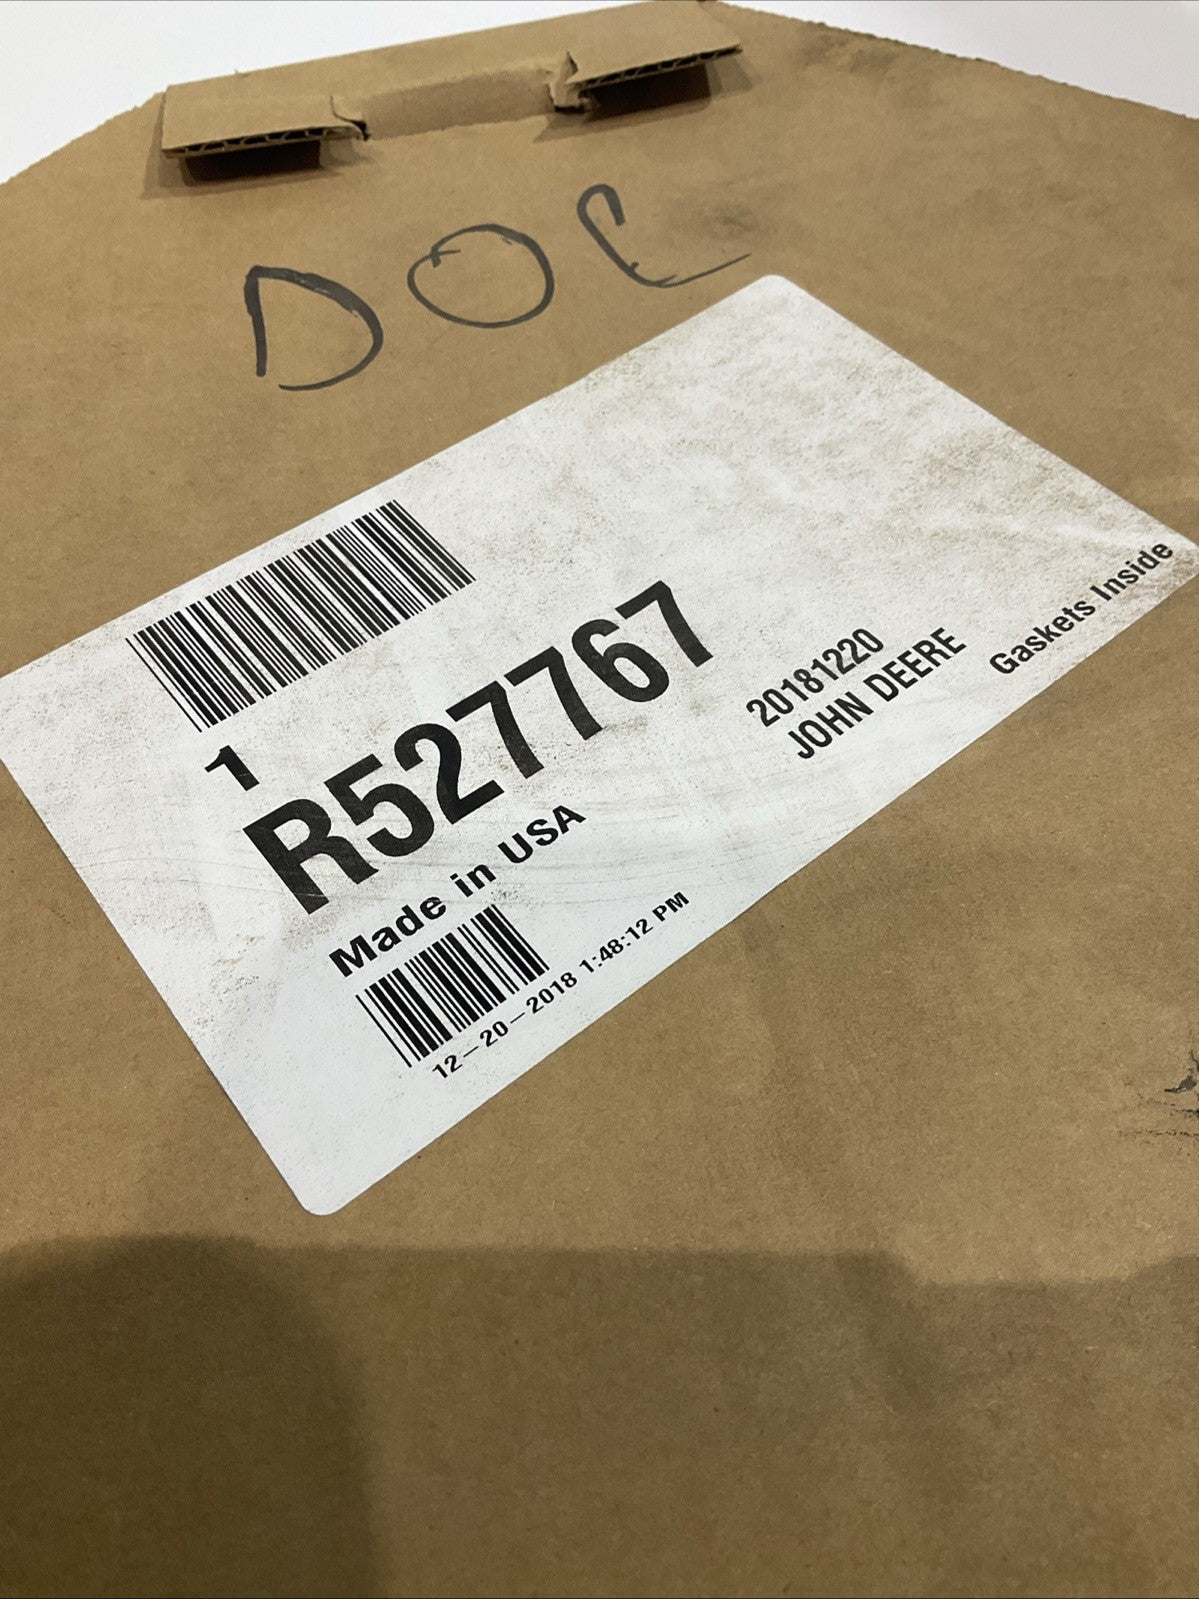 DOC
1
R527767
Made in USA
12-20-2018 1:48:12 PM
20181220
JOHN DEERE
Gaskets Inside